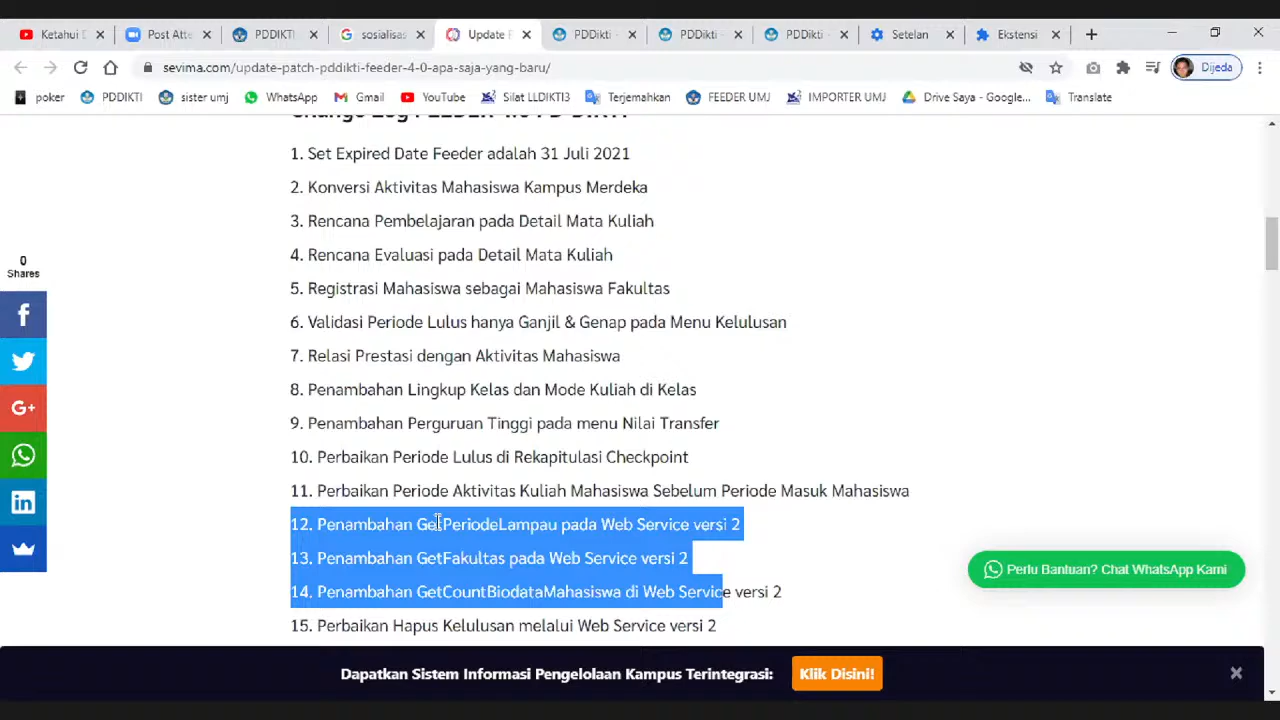 Ketahui E
Post Atte
PDDIKTI
sosialisas
Update F
PDDikti -
PDDikti -
PDDikti -
Setelan
Ekstensi
sevima.com/update-patch-pddikti-feeder-4-0-apa-saja-yang-baru/
Dijeda
poker
PDDIKTI
sister umj
WhatsApp
Gmail
YouTube
Silat LLDIKTI3
Terjemahkan
FEEDER UMJ
IMPORTER UMJ
Drive Saya - Google...
Translate
Change Log FEEDER 4.0 PD DIKTI
1. Set Expired Date Feeder adalah 31 Juli 2021
2. Konversi Aktivitas Mahasiswa Kampus Merdeka
3. Rencana Pembelajaran pada Detail Mata Kuliah
4. Rencana Evaluasi pada Detail Mata Kuliah
5. Registrasi Mahasiswa sebagai Mahasiswa Fakultas
6. Validasi Periode Lulus hanya Ganjil & Genap pada Menu Kelulusan
7. Relasi Prestasi dengan Aktivitas Mahasiswa
8. Penambahan Lingkup Kelas dan Mode Kuliah di Kelas
9. Penambahan Perguruan Tinggi pada menu Nilai Transfer
10. Perbaikan Periode Lulus di Rekapitulasi Checkpoint
11. Perbaikan Periode Aktivitas Kuliah Mahasiswa Sebelum Periode Masuk Mahasiswa
12. Penambahan GetPeriodeLampau pada Web Service versi 2
13. Penambahan GetFakultas pada Web Service versi 2
14. Penambahan GetCountBiodataMahasiswa di Web Service versi 2
15. Perbaikan Hapus Kelulusan melalui Web Service versi 2
0
Shares
Perlu Bantuan? Chat WhatsApp Kami
Dapatkan Sistem Informasi Pengelolaan Kampus Terintegrasi:
Klik Disini!